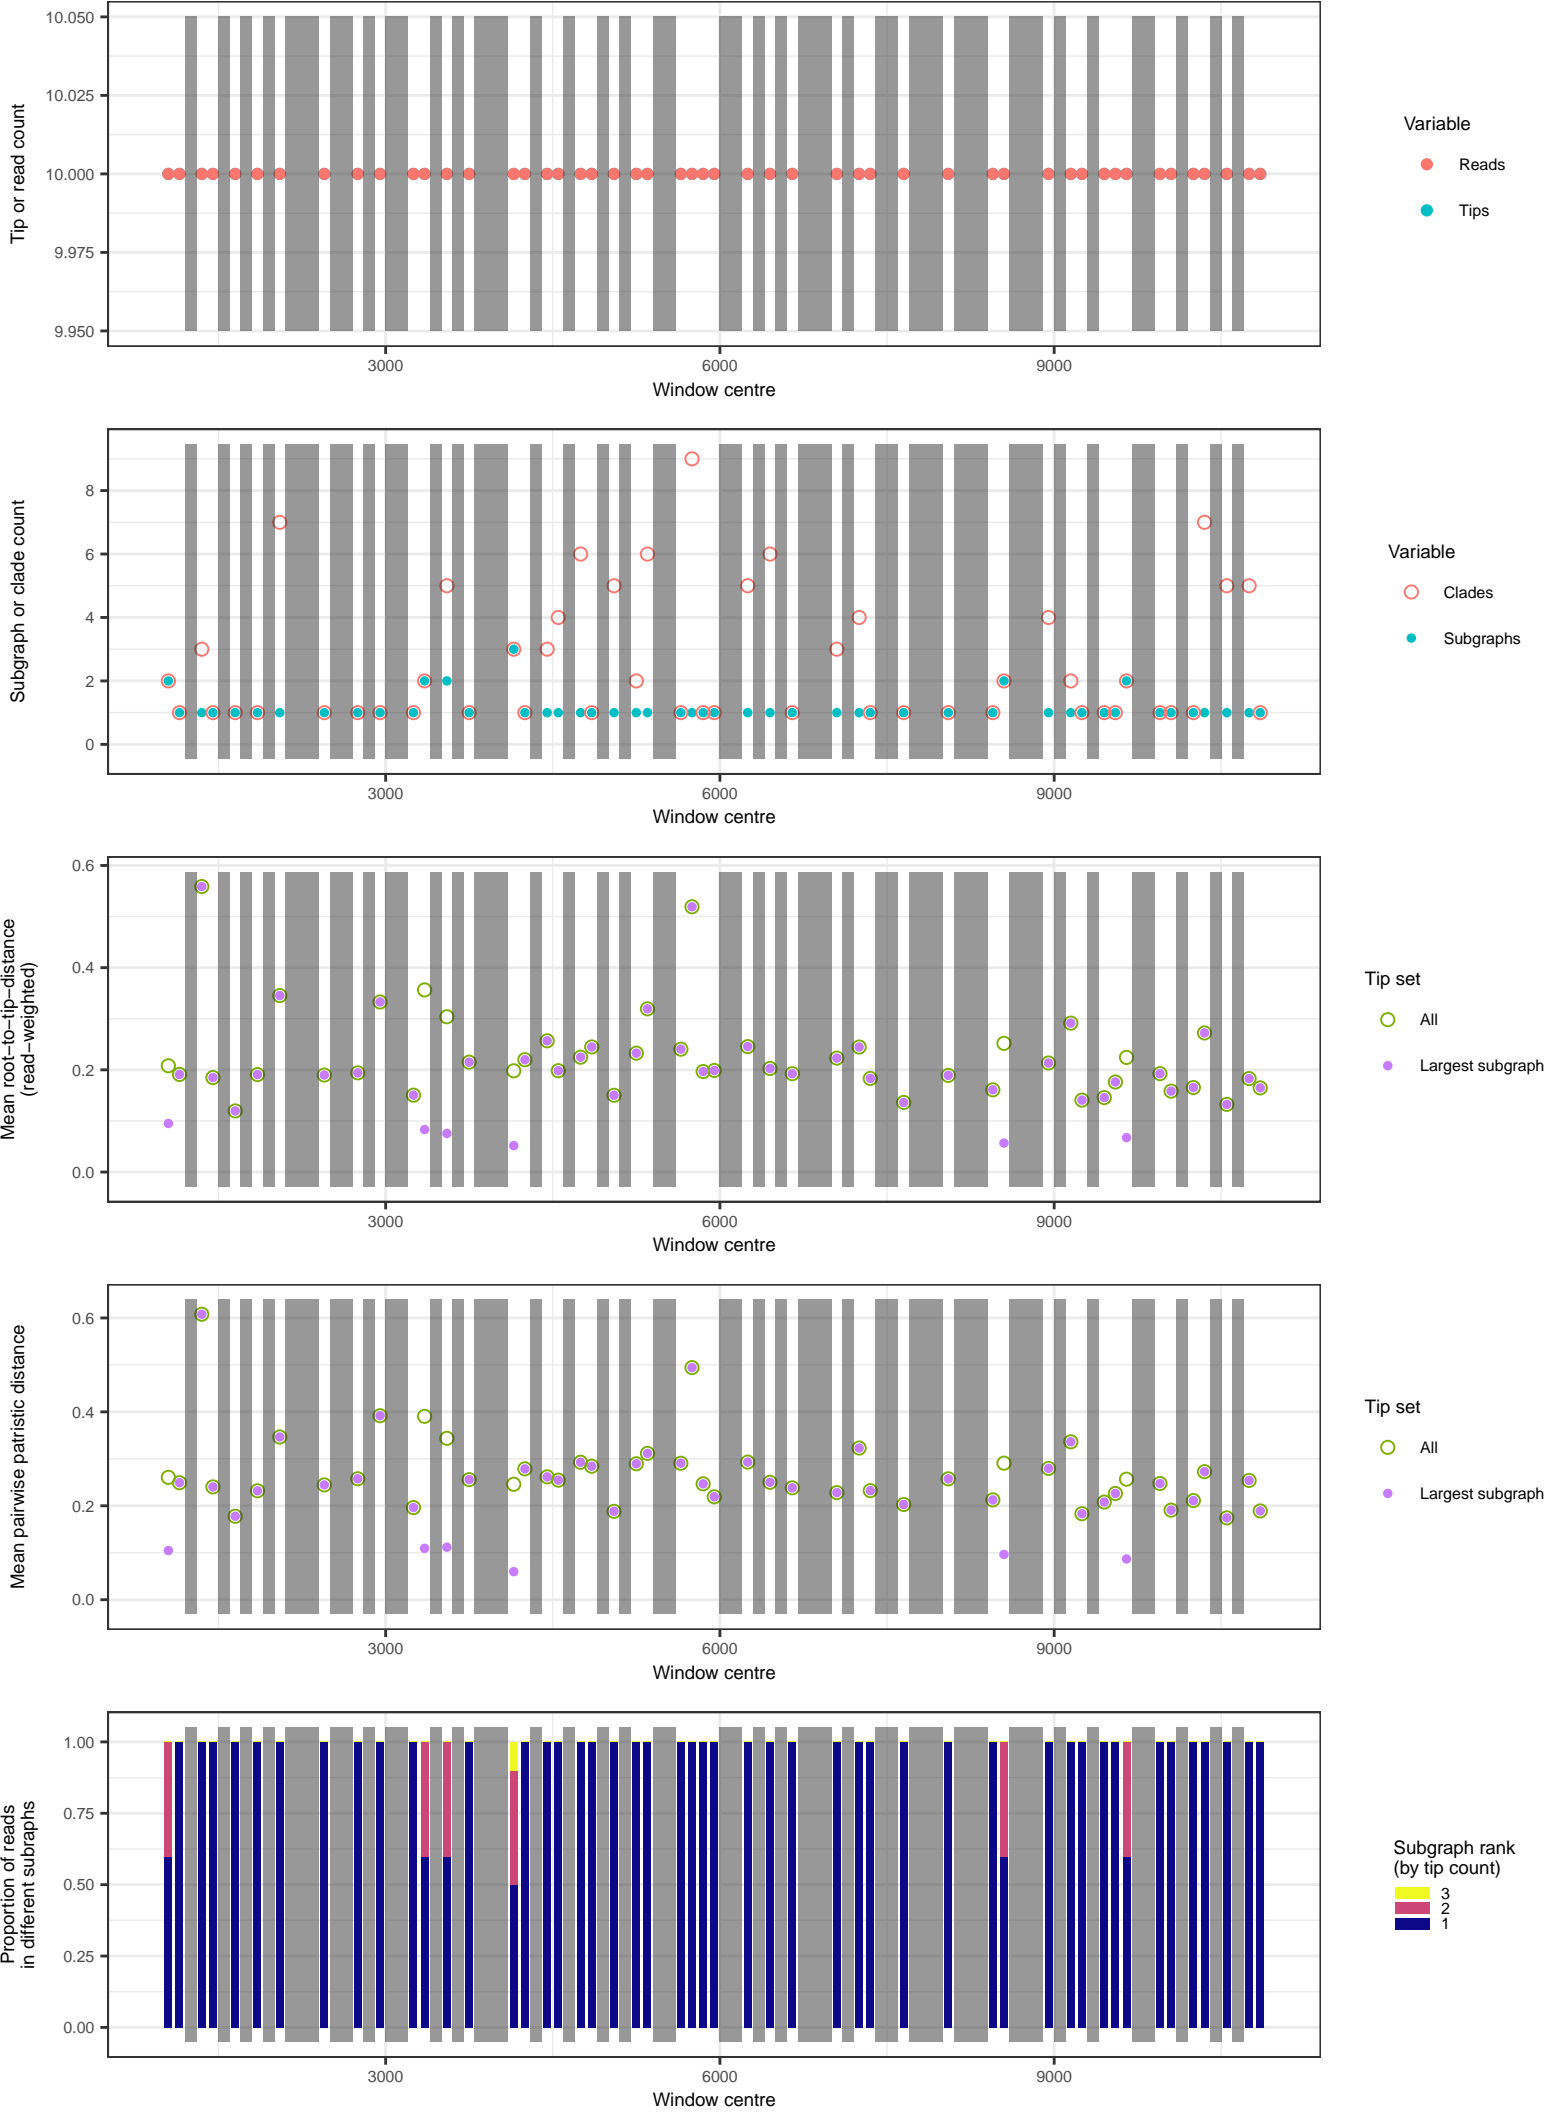 10.050
10.025
10.000
9.975
9.950
Tip or read count
3000
6000
9000
Window centre
Variable
Reads
Tips
8
6
4
2
0
Subgraph or clade count
3000
6000
9000
Window centre
Variable
Clades
Subgraphs
0.6
0.4
0.2
0.0
Mean root−to−tip−distance
(read−weighted)
3000
6000
9000
Window centre
Tip set
All
Largest subgraph
0.6
0.4
0.2
0.0
Mean pairwise patristic distance
3000
6000
9000
Window centre
Tip set
All
Largest subgraph
1.00
0.75
0.50
0.25
0.00
Proportion of reads
in different subraphs
3000
6000
9000
Window centre
Subgraph rank
(by tip count)
3
2
1